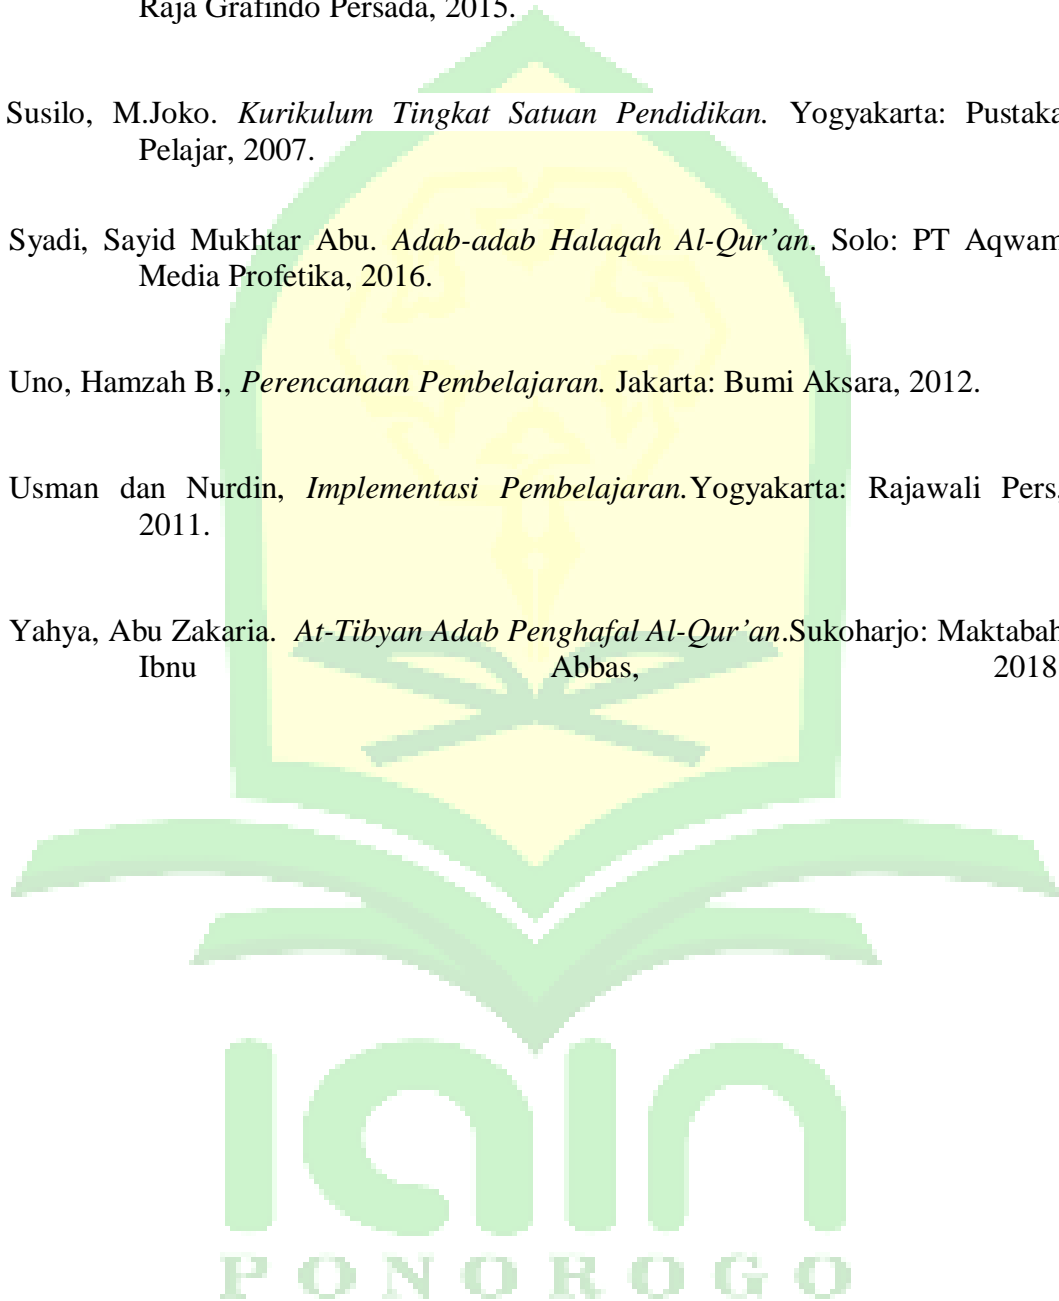 Raja Grafindo Persada, 2015.
Susilo, M.Joko. Kurikulum Tingkat Satuan Pendidikan. Yogyakarta: Pustaka
Pelajar, 2007.
Syadi, Sayid Mukhtar Abu. Adab-adab Halaqah Al-Qur’an. Solo: PT Aqwam
Media Profetika, 2016.
Uno, Hamzah B., Perencanaan Pembelajaran. Jakarta: Bumi Aksara, 2012.
Usman dan Nurdin, Implementasi Pembelajaran.Yogyakarta: Rajawali Pers.
2011.
Yahya, Abu Zakaria. At-Tibyan Adab Penghafal Al-Qur’an.Sukoharjo: Maktabah
Ibnu Abbas, 2018
iain
PONOROGO